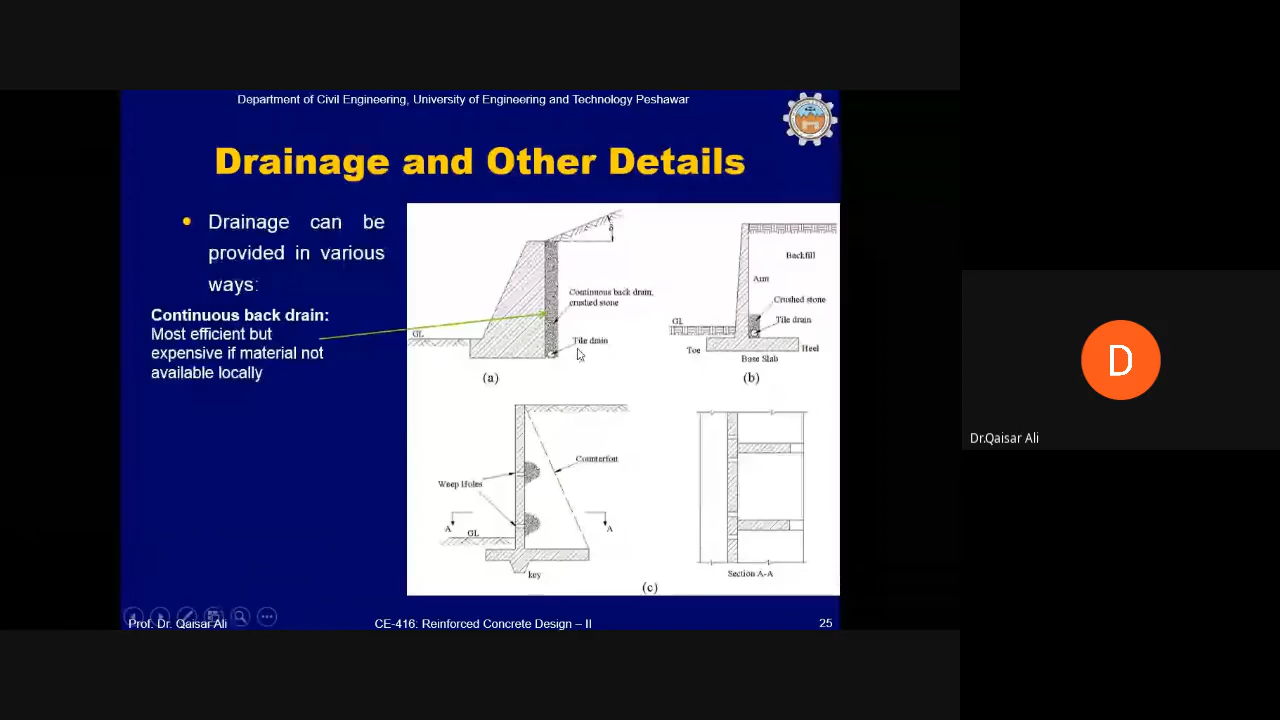 Department of Civil Engineering, University of Engineering and Technology Peshawar
Drainage and Other Details
• Drainage can be
provided in various
ways:
Continuous back drain:
Most efficient but
expensive if material not
available locally
δ
Continuous back drain,
crushed stone
GL
Tile drain
(a)
Backfill
Arm
Crushed stone
Tile drain
GL
Toe
Heel
Base Slab
(b)
Counterfort
Weep Holes
A
A
GL
key
Section A-A
(c)
Prof. Dr. Qaisar Ali
CE-416: Reinforced Concrete Design – II
25
D
Dr.Qaisar Ali